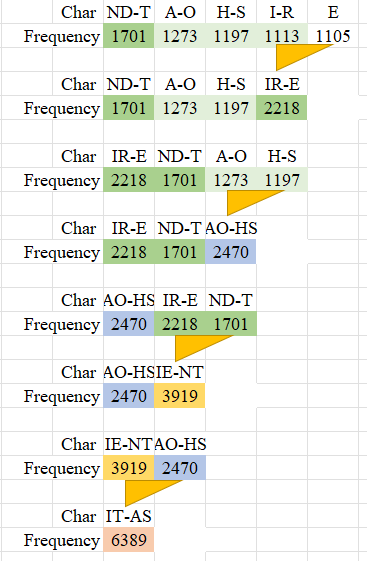 Char ND-T A-O H-S I-R E
Frequency 1701 1273 1197 1113 1105
Char ND-T A-O H-S IR-E
Frequency 1701 1273 1197 2218
Char IR-E ND-T A-O H-S
Frequency 2218 1701 1273 1197
Char IR-E ND-T AO-HS
Frequency 2218 1701 2470
Char AO-HS IR-E ND-T
Frequency 2470 2218 1701
Char AO-HS IE-NT
Frequency 2470 3919
Char IE-NT AO-HS
Frequency 3919 2470
Char IT-AS
Frequency 6389